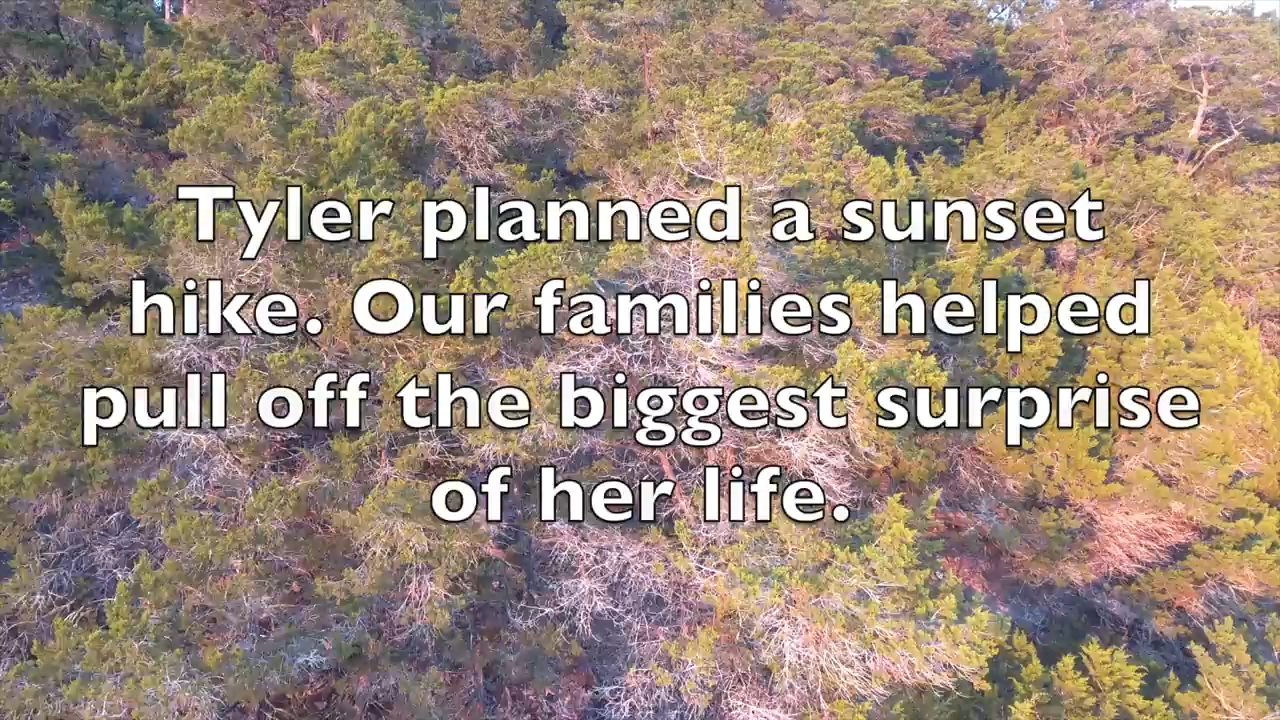 Tyler planned a sunset
hike. Our families helped
pull off the biggest surprise
of her life.